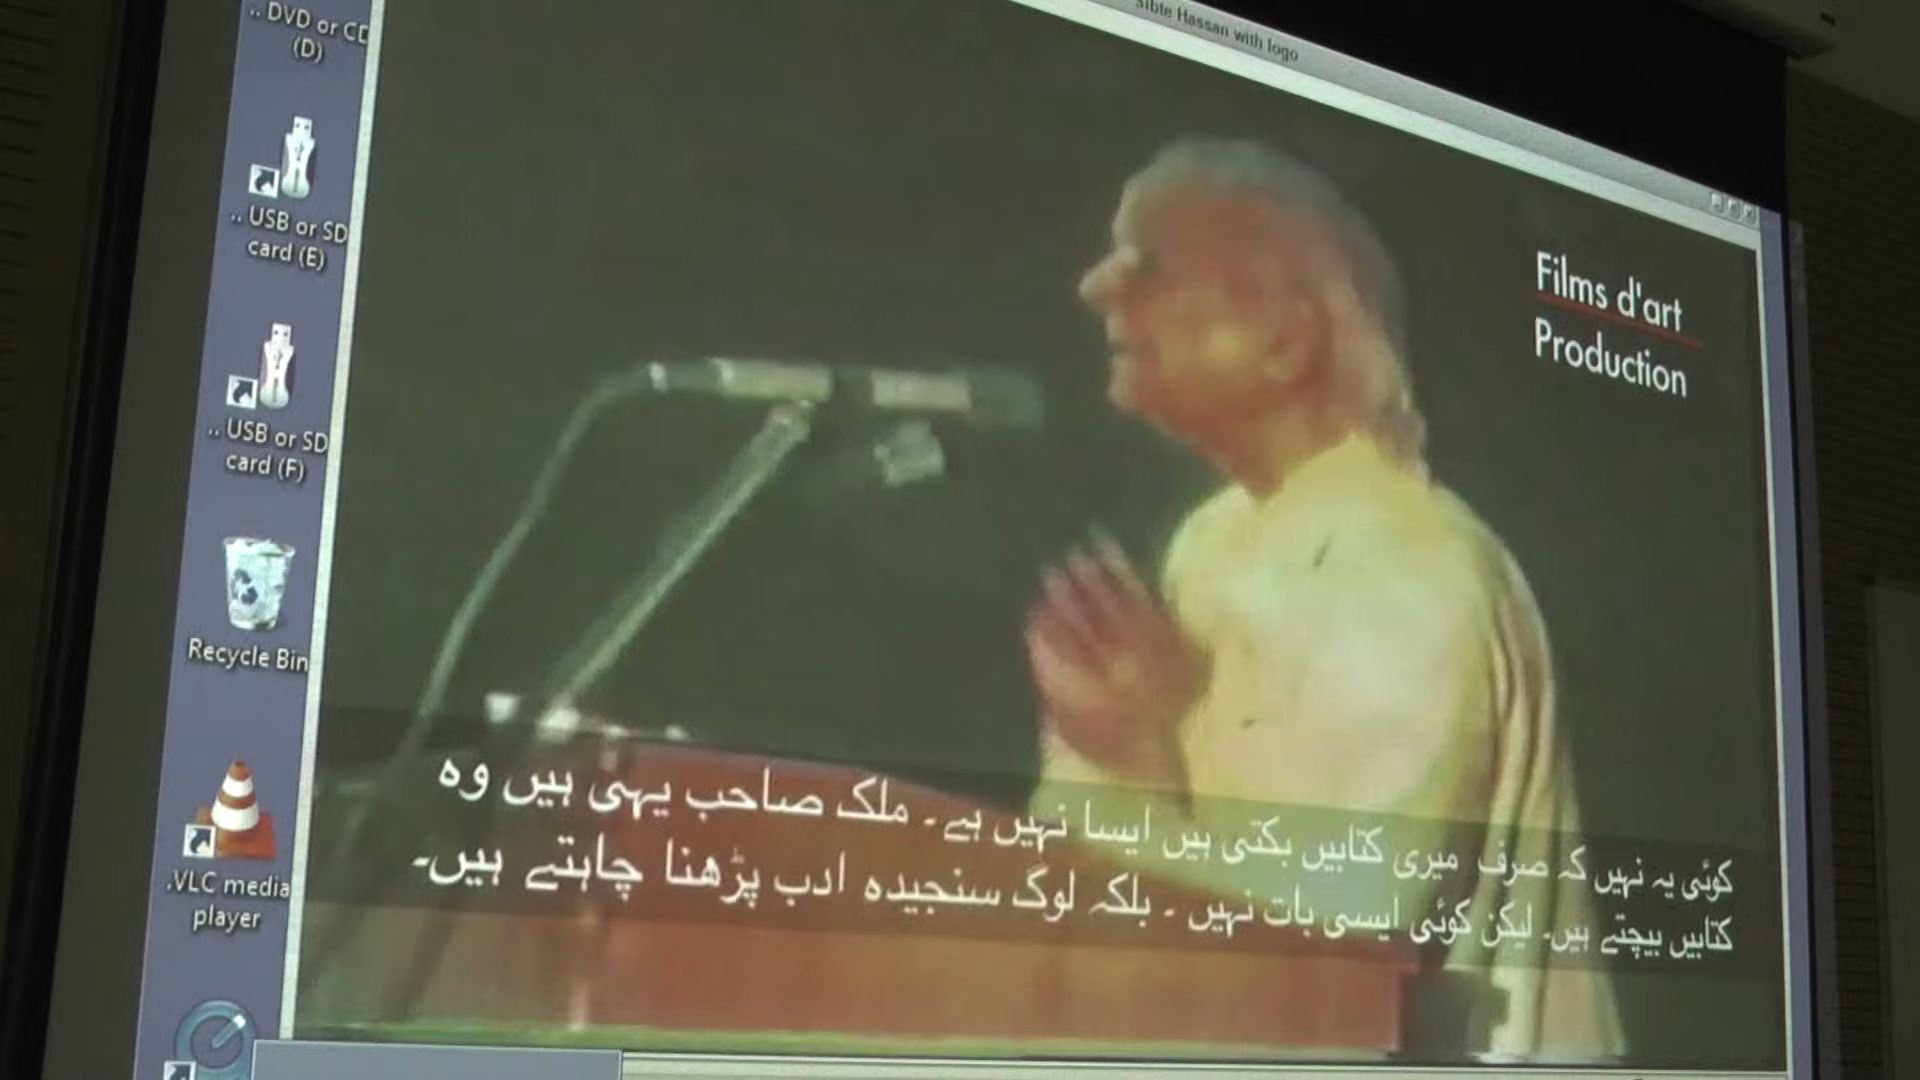 .. DVD or CD
(D)
.. USB or SD
card (E)
.. USB or SD
card (F)
Recycle Bin
.VLC media
player
Sibte Hassan with logo
Films d'art
Production
کوئی یہ نہیں کہ صرف میری کتابیں بکتی ہیں ایسا نہیں ہے۔ ملک صاحب یہی ہیں وہ
کتابیں بیچتے ہیں۔ لیکن کوئی ایسی بات نہیں ۔ بلکہ لوگ سنجیدہ ادب پڑھنا چاہتے ہیں۔